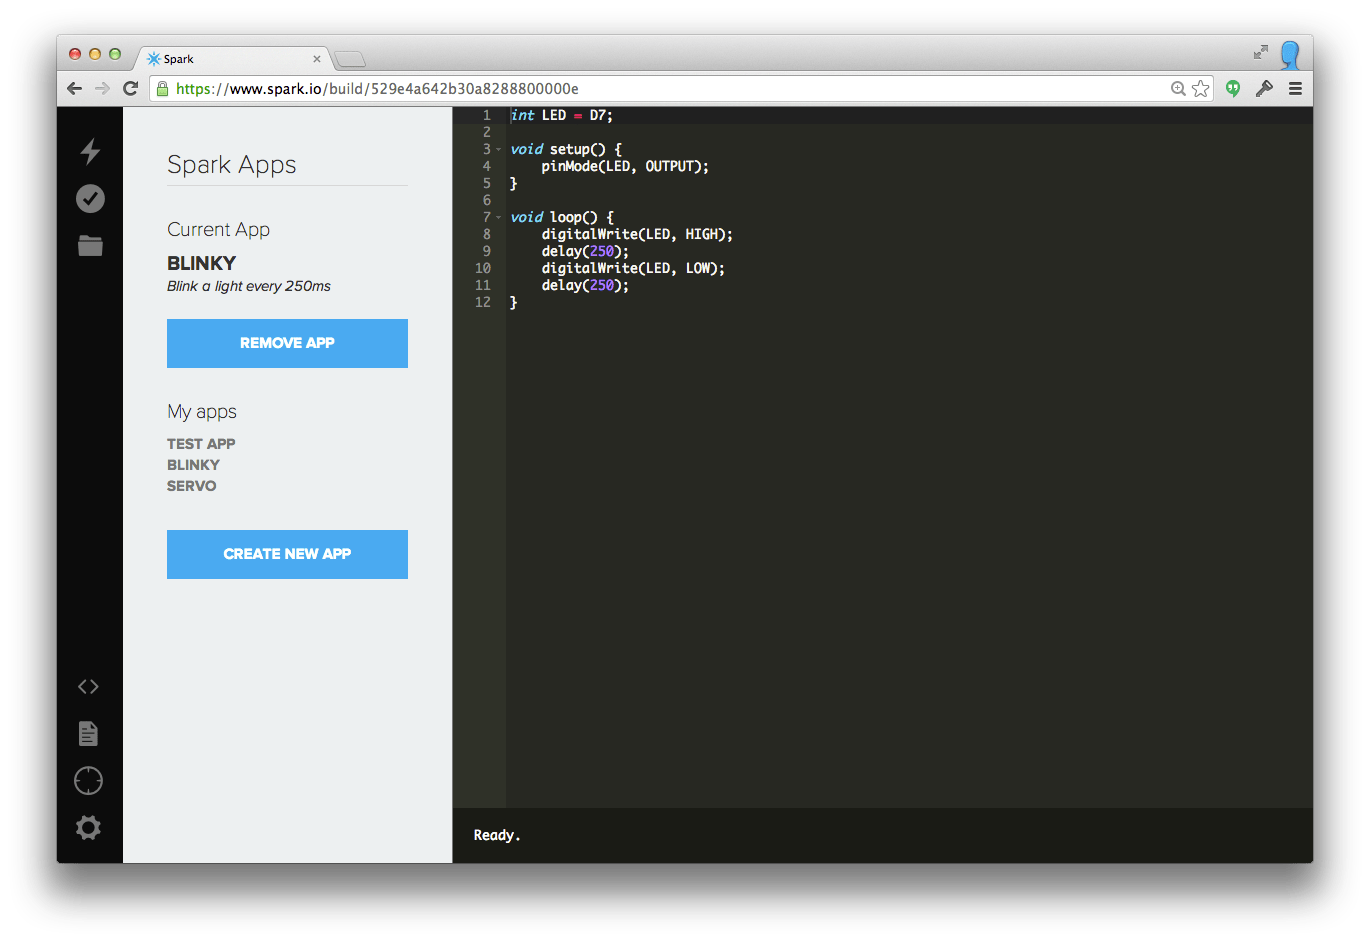 Spark
https://www.spark.io/build/529e4a642b30a8288800000e
Spark Apps
Current App
BLINKY
Blink a light every 250ms
REMOVE APP
My apps
TEST APP
BLINKY
SERVO
CREATE NEW APP
1 int LED = D7;
2
3 void setup() {
4     pinMode(LED, OUTPUT);
5 }
6
7 void loop() {
8     digitalWrite(LED, HIGH);
9     delay(250);
10     digitalWrite(LED, LOW);
11     delay(250);
12 }
Ready.